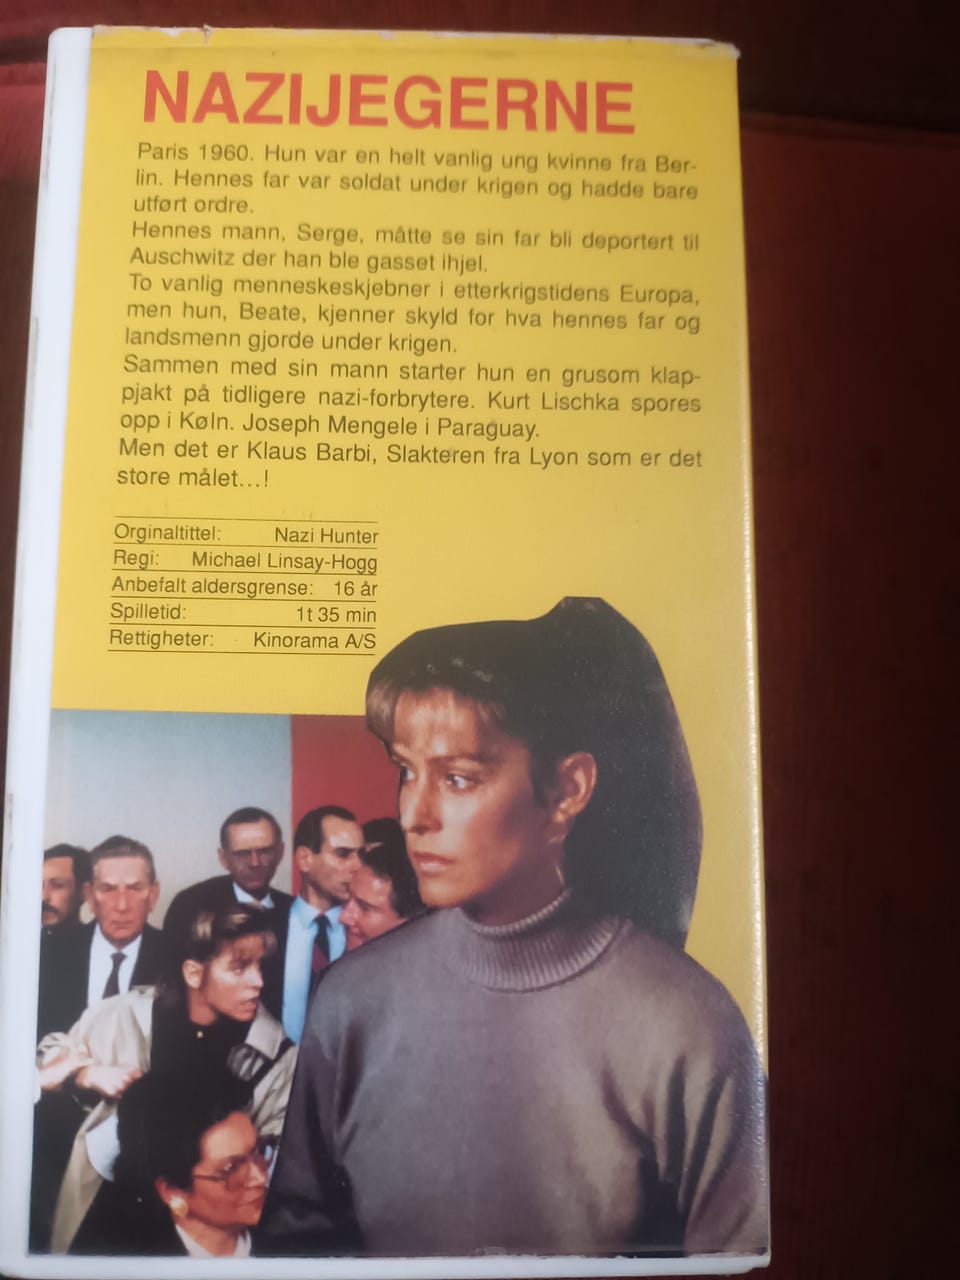 NAZIJEGERNE
Paris 1960. Hun var en helt vanlig ung kvinne fra Ber-
lin. Hennes far var soldat under krigen og hadde bare
utført ordre.
Hennes mann, Serge, måtte se sin far bli deportert til
Auschwitz der han ble gasset ihjel.
To vanlig menneskeskjebner i etterkrigstidens Europa,
men hun, Beate, kjenner skyld for hva hennes far og
landsmenn gjorde under krigen.
Sammen med sin mann starter hun en grusom klap-
pjakt på tidligere nazi-forbrytere. Kurt Lischka spores
opp i Køln. Joseph Mengele i Paraguay.
Men det er Klaus Barbi, Slakteren fra Lyon som er det
store målet...!
Orginaltittel: Nazi Hunter
Regi: Michael Linsay-Hogg
Anbefalt aldersgrense: 16 år
Spilletid: 1t 35 min
Rettigheter: Kinorama A/S